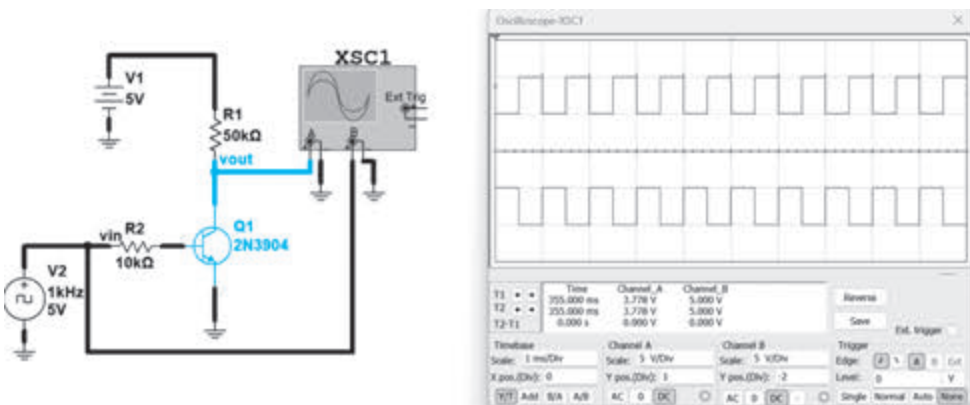 V1
5V
R1
50kΩ
vout
XSC1
Ext Trig
A
B
vin
R2
10kΩ
Q1
2N3904
V2
1kHz
5V
Oscilloscope-XSC1
Time Channel_A Channel_B
T1 355.000 ms 3.778 V 5.000 V
T2 355.000 ms 3.778 V 5.000 V
T2-T1 0.000 s 0.000 V 0.000 V
Reverse
Save
Ext. trigger
Timebase Channel A Channel B Trigger
Scale: 1 ms/Div Scale: 5 V/Div Scale: 5 V/Div Edge: A B Ext
X pos.(Div): 0 Y pos.(Div): 1 Y pos.(Div): -2 Level: 0 V
Y/T Add B/A A/B AC 0 DC AC 0 DC - Single Normal Auto None